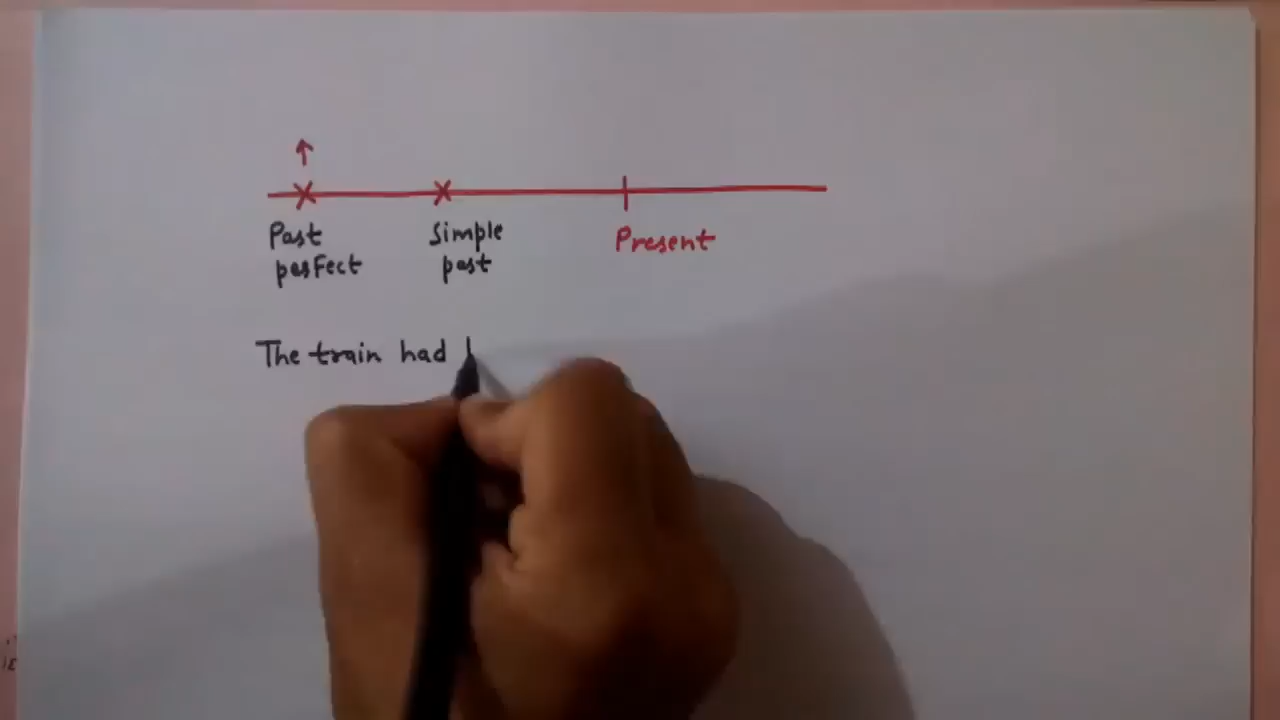 Past perfect
Simple past
Present
The train had